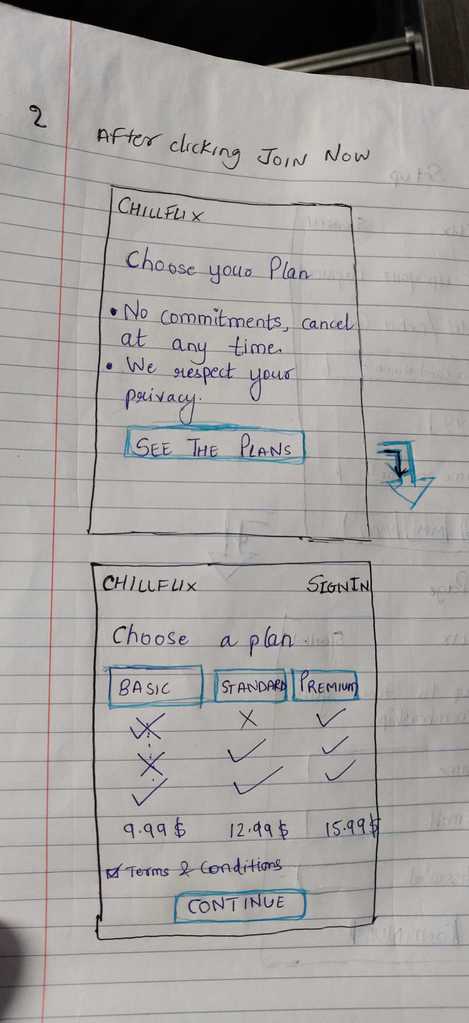 2
After clicking JOIN NOW
CHILLFLIX
Choose your Plan
• No commitments, cancel
at any time.
• We respect your
privacy.
SEE THE PLANS
CHILLFLIX SIGNIN
Choose a plan.
BASIC STANDARD PREMIUM
9.99 $ 12.99 $ 15.99 $
☑ Terms & Conditions
CONTINUE